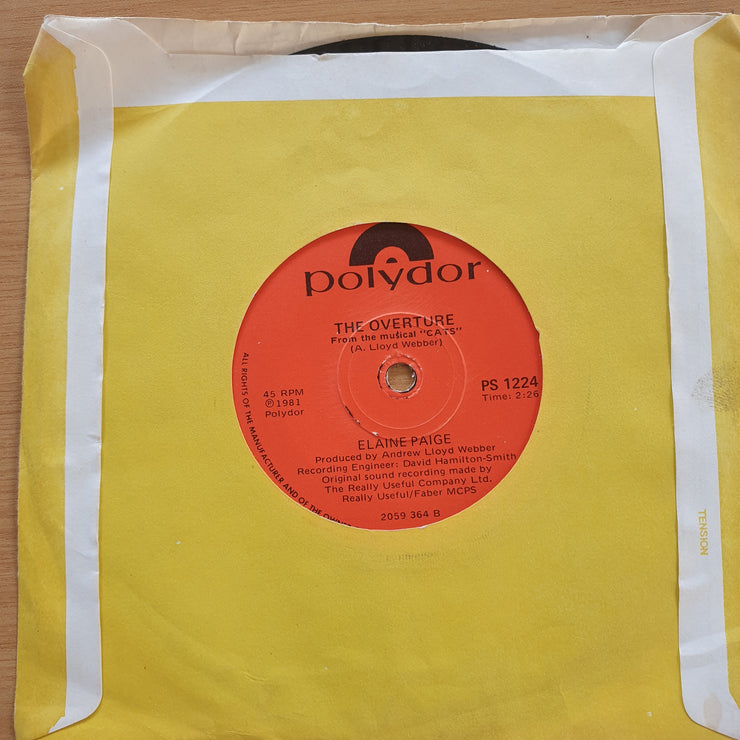 polydor
THE OVERTURE
From the musical "CATS"
(A. Lloyd Webber)
45 RPM
℗ 1981
Polydor
PS 1224
Time: 2:26
ELAINE PAIGE
Produced by Andrew Lloyd Webber
Recording Engineer: David Hamilton-Smith
Original sound recording made by
The Really Useful Company Ltd.
Really Useful/Faber MCPS
2059 364 B
ALL RIGHTS OF THE MANUFACTURER AND OF THE OWNE
TENSION